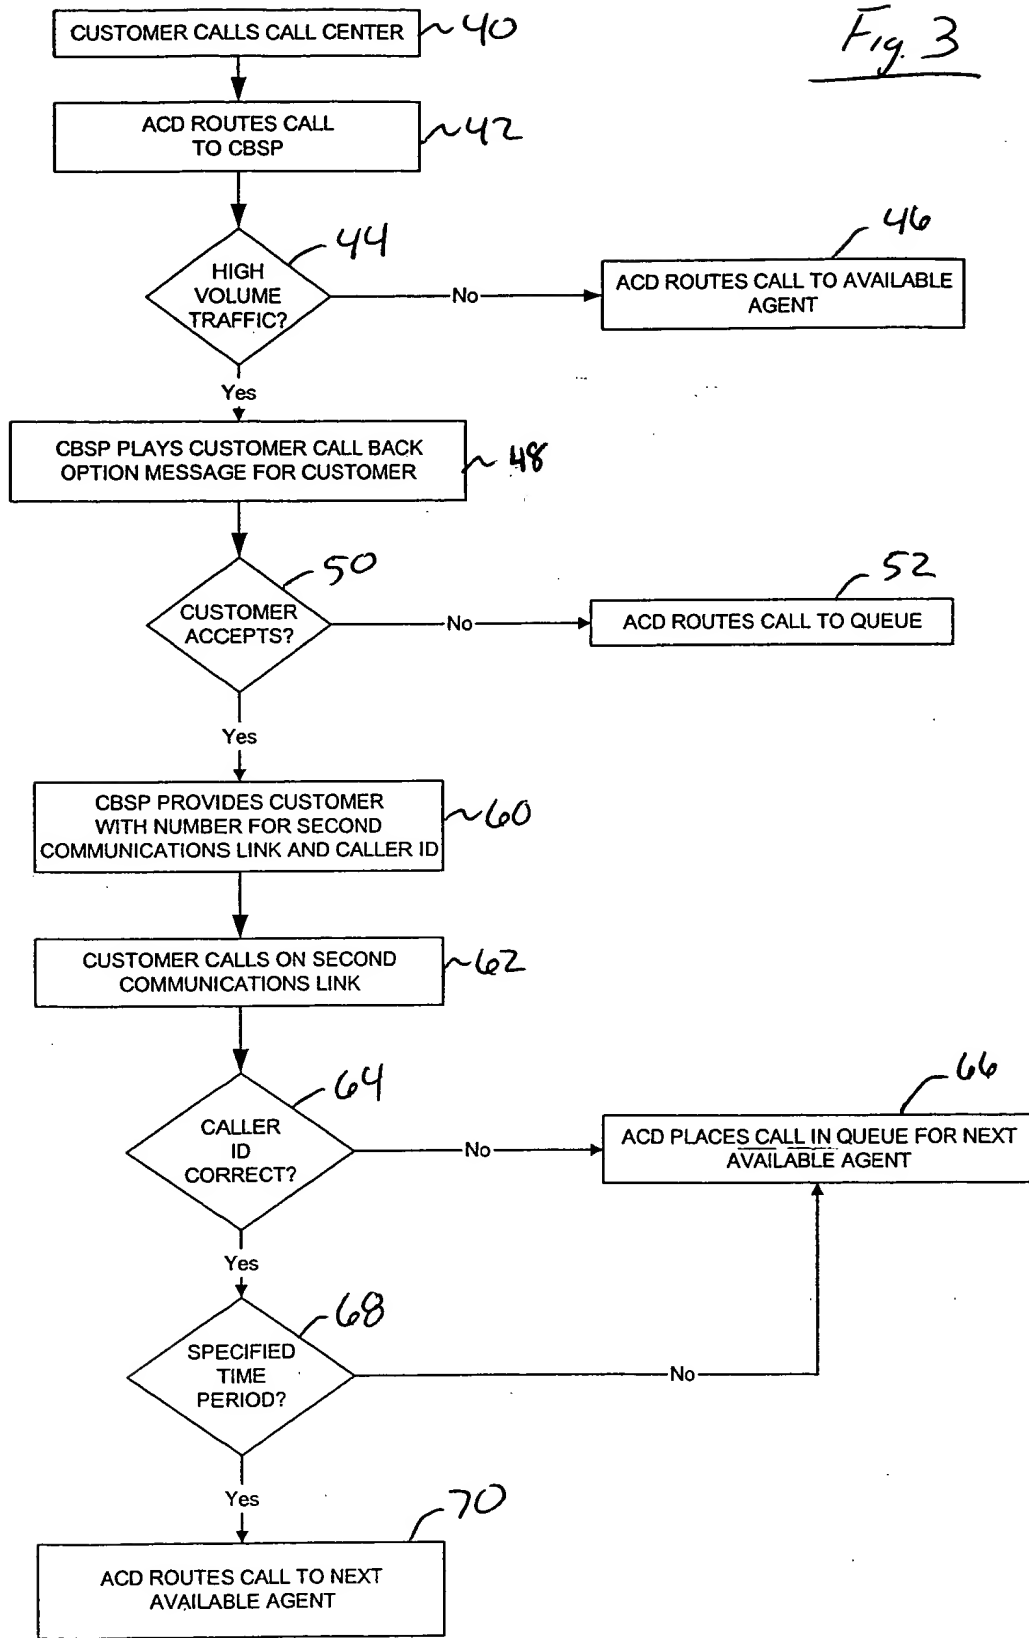 Fig. 3
CUSTOMER CALLS CALL CENTER
40
ACD ROUTES CALL
TO CBSP
42
HIGH
VOLUME
TRAFFIC?
44
No
46
ACD ROUTES CALL TO AVAILABLE
AGENT
Yes
CBSP PLAYS CUSTOMER CALL BACK
OPTION MESSAGE FOR CUSTOMER
48
CUSTOMER
ACCEPTS?
50
No
52
ACD ROUTES CALL TO QUEUE
Yes
CBSP PROVIDES CUSTOMER
WITH NUMBER FOR SECOND
COMMUNICATIONS LINK AND CALLER ID
60
CUSTOMER CALLS ON SECOND
COMMUNICATIONS LINK
62
CALLER
ID
CORRECT?
64
No
66
ACD PLACES CALL IN QUEUE FOR NEXT
AVAILABLE AGENT
Yes
SPECIFIED
TIME
PERIOD?
68
No
Yes
70
ACD ROUTES CALL TO NEXT
AVAILABLE AGENT